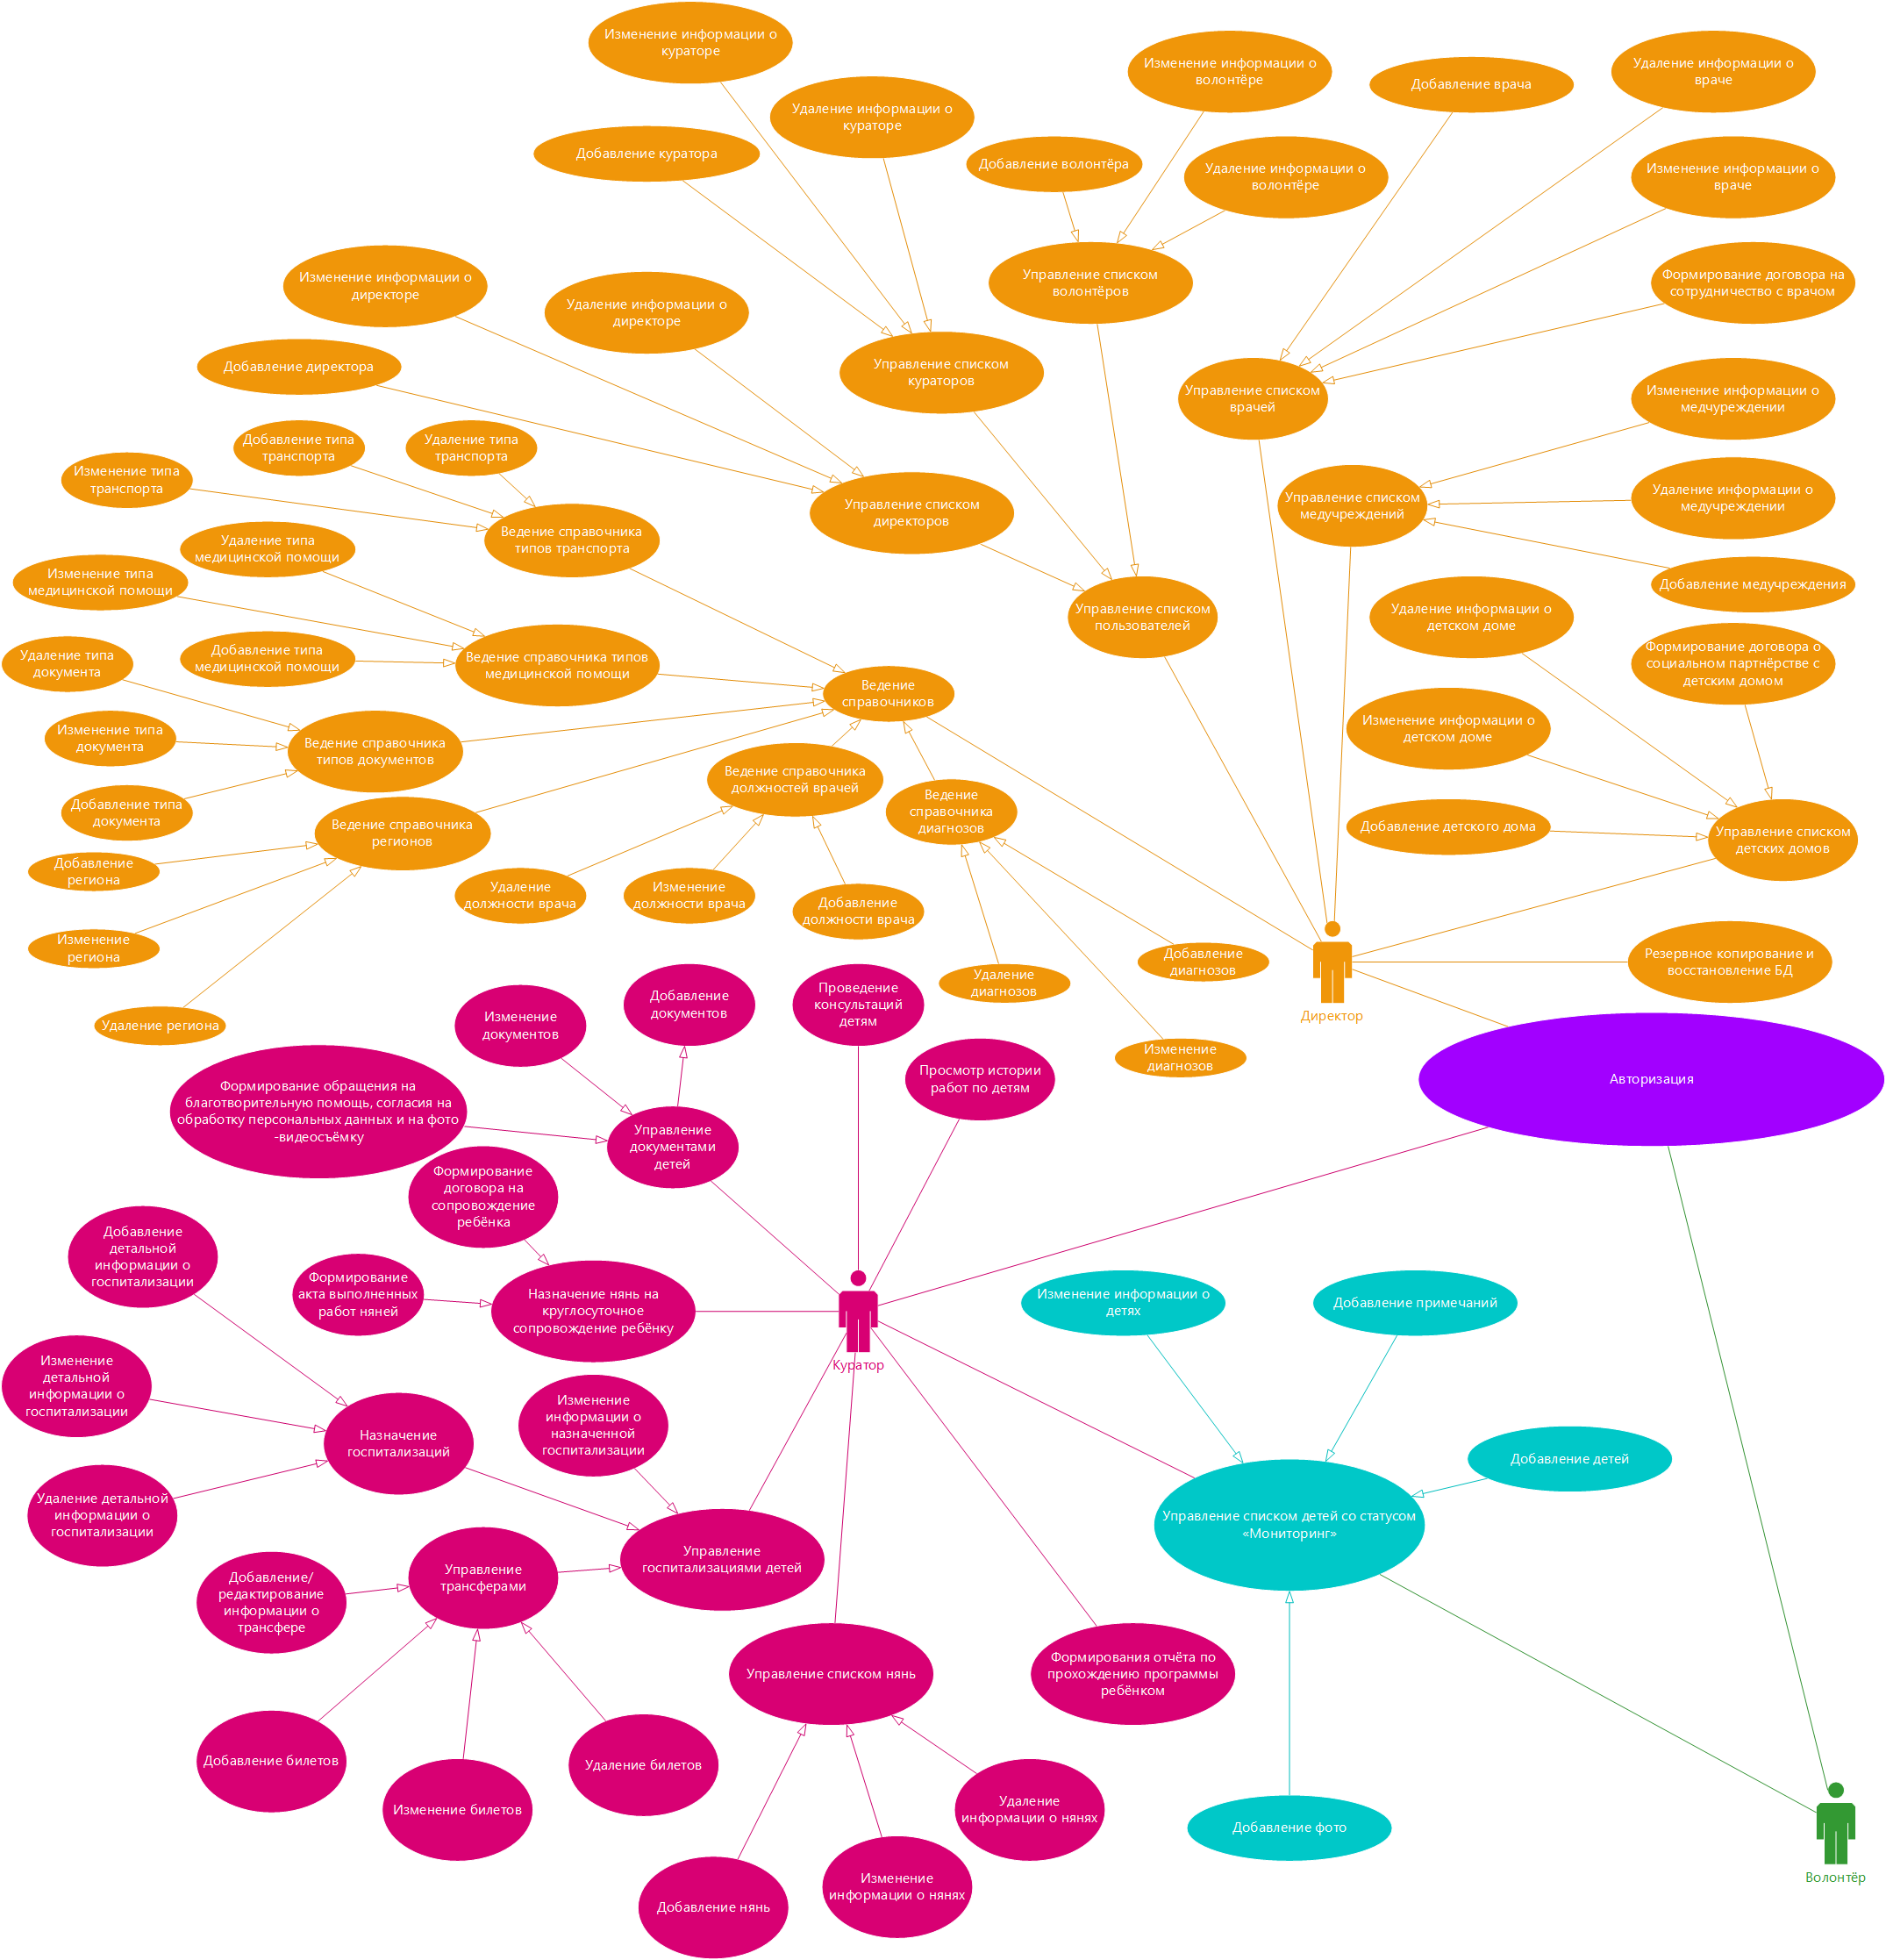 Изменение информации о
кураторе
Удаление информации о
кураторе
Добавление куратора
Изменение информации о
волонтёре
Добавление волонтёра
Удаление информации о
волонтёре
Добавление врача
Удаление информации о
враче
Изменение информации о
враче
Формирование договора на
сотрудничество с врачом
Управление списком
волонтёров
Изменение информации о
директоре
Удаление информации о
директоре
Добавление директора
Управление списком
кураторов
Управление списком
врачей
Изменение информации о
медчуреждении
Добавление типа
транспорта
Удаление типа
транспорта
Изменение типа
транспорта
Управление списком
директоров
Управление списком
медучреждений
Удаление информации о
медучреждении
Ведение справочника
типов транспорта
Удаление типа
медицинской помощи
Изменение типа
медицинской помощи
Добавление медучреждения
Управление списком
пользователей
Удаление информации о
детском доме
Формирование договора о
социальном партнёрстве с
детским домом
Удаление типа
документа
Добавление типа
медицинской помощи
Ведение справочника типов
медицинской помощи
Ведение
справочников
Изменение информации о
детском доме
Изменение типа
документа
Ведение справочника
типов документов
Ведение справочника
должностей врачей
Ведение
справочника
диагнозов
Добавление типа
документа
Ведение справочника
регионов
Добавление детского дома
Управление списком
детских домов
Добавление
региона
Удаление
должности врача
Изменение
должности врача
Добавление
должности врача
Изменение
региона
Удаление региона
Удаление
диагнозов
Добавление
диагнозов
Изменение
диагнозов
Директор
Резервное копирование и
восстановление БД
Авторизация
Изменение
документов
Добавление
документов
Проведение
консультаций
детям
Просмотр истории
работ по детям
Формирование обращения на
благотворительную помощь, согласия на
обработку персональных данных и на фото
-видеосъёмку
Управление
документами
детей
Формирование
договора на
сопровождение
ребёнка
Добавление
детальной
информации о
госпитализации
Формирование
акта выполненных
работ няней
Назначение нянь на
круглосуточное
сопровождение ребёнку
Куратор
Изменение информации о
детях
Добавление примечаний
Изменение
детальной
информации о
госпитализации
Назначение
госпитализаций
Изменение
информации о
назначенной
госпитализации
Добавление детей
Удаление детальной
информации о
госпитализации
Управление списком детей со статусом
«Мониторинг»
Управление
трансферами
Управление
госпитализациями детей
Добавление/
редактирование
информации о
трансфере
Управление списком нянь
Формирования отчёта по
прохождению программы
ребёнком
Добавление билетов
Изменение билетов
Удаление билетов
Удаление
информации о нянях
Изменение
информации о нянях
Добавление нянь
Добавление фото
Волонтёр